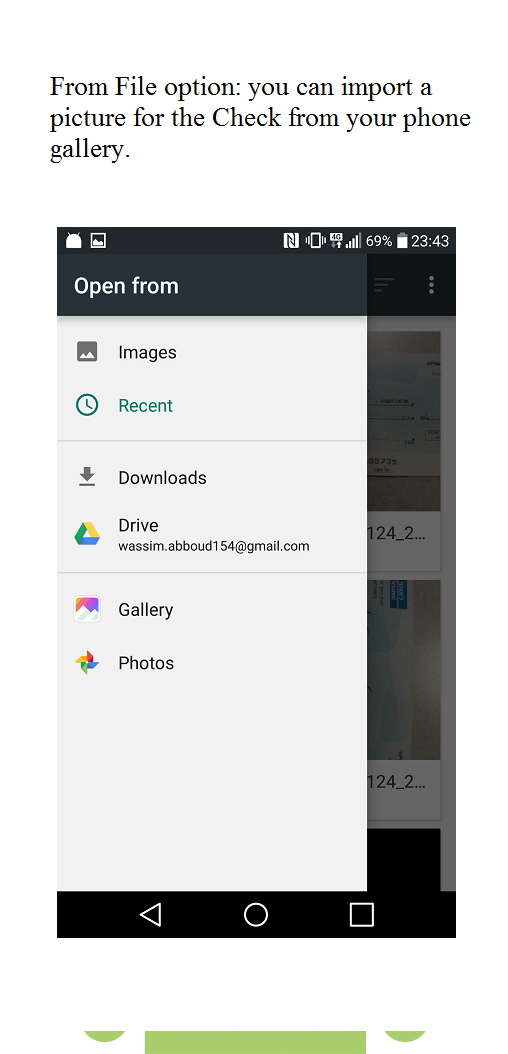 From File option: you can import a
picture for the Check from your phone
gallery.
4G 69% 23:43
Open from
Images
Recent
Downloads
Drive
wassim.abboud154@gmail.com
124_2...
Gallery
Photos
124_2...